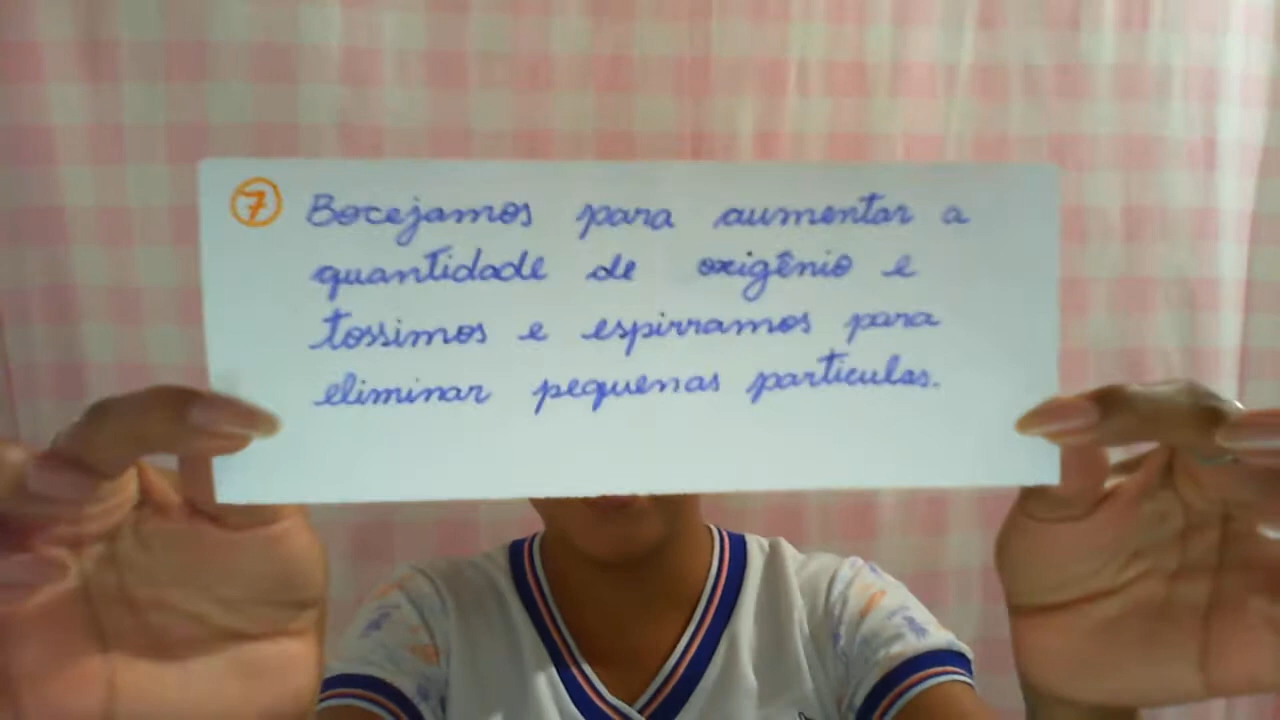 7 Bocejamos para aumentar a
quantidade de oxigênio e
tossimos e espirramos para
eliminar pequenas partículas.